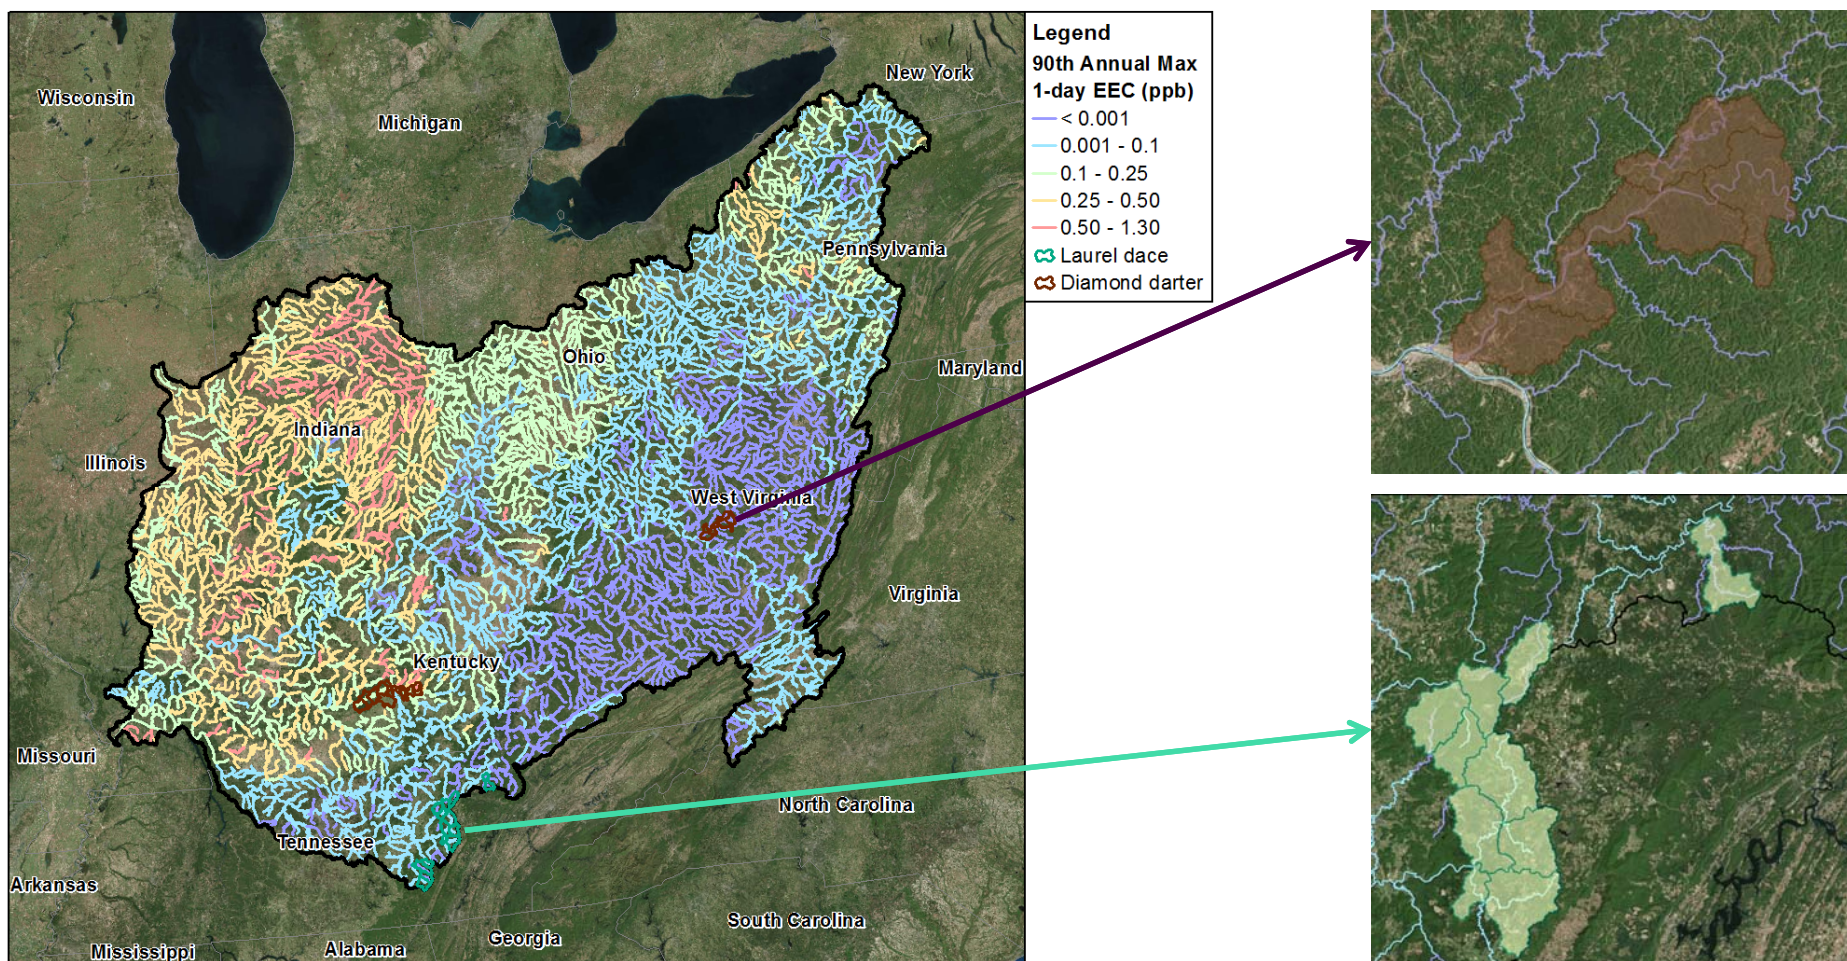 Legend
90th Annual Max
1-day EEC (ppb)
< 0.001
0.001 - 0.1
0.1 - 0.25
0.25 - 0.50
0.50 - 1.30
Laurel dace
Diamond darter
New York
Wisconsin
Michigan
Pennsylvania
Ohio
Maryland
Indiana
Illinois
West Virginia
Virginia
Kentucky
Missouri
North Carolina
Tennessee
Arkansas
South Carolina
Georgia
Alabama
Mississippi